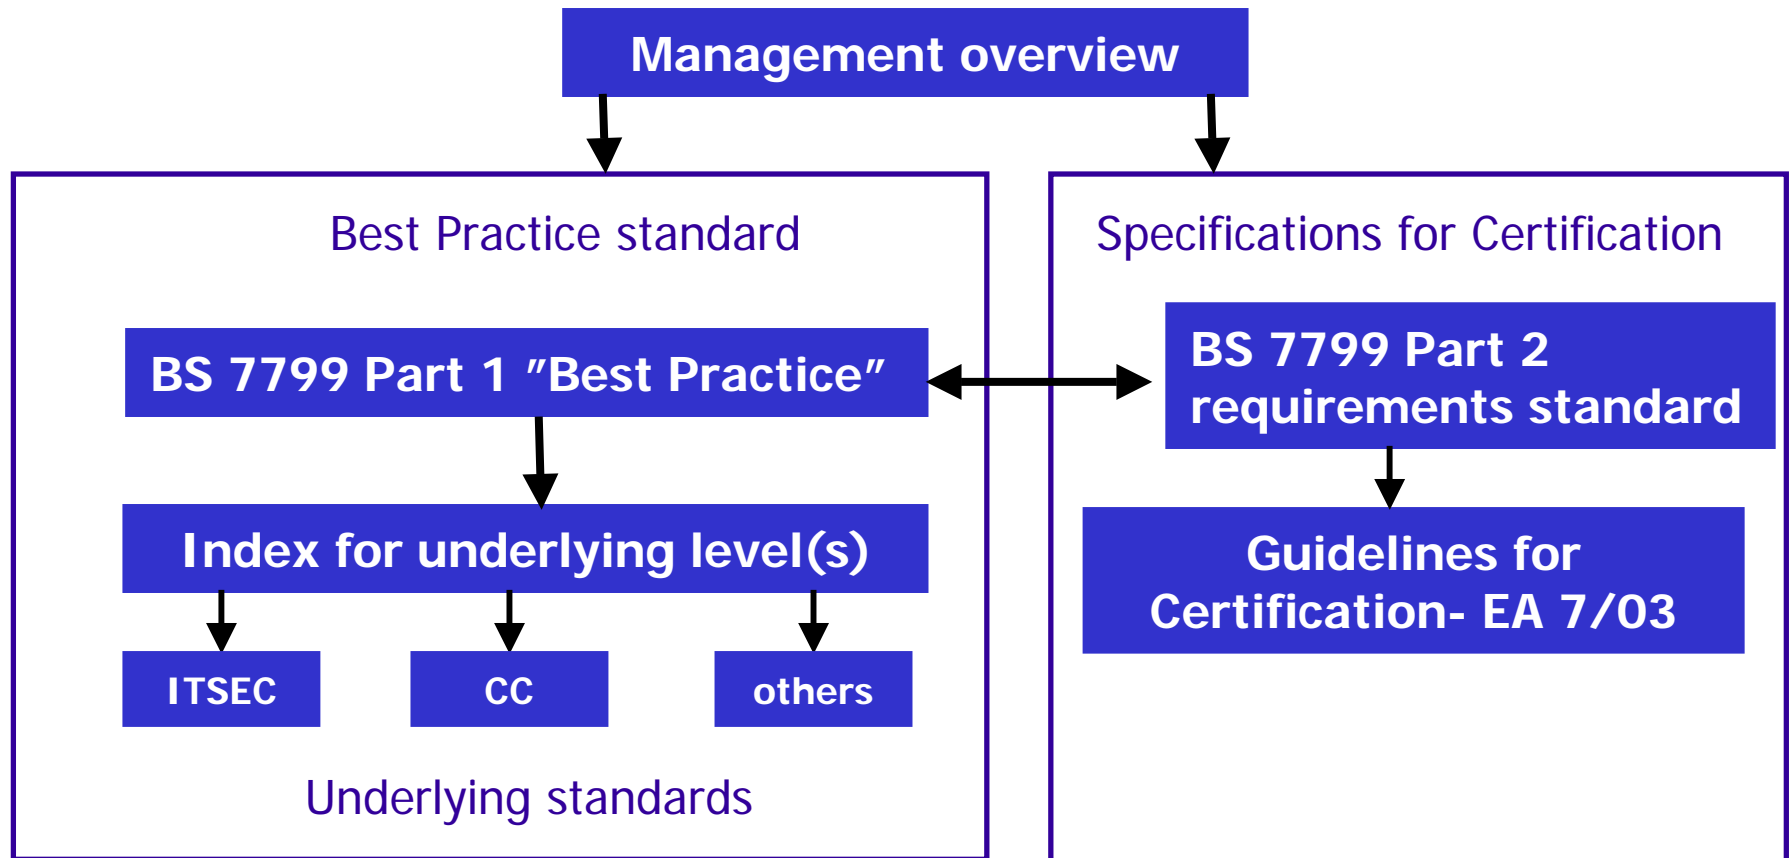 Management overview
Best Practice standard
Specifications for Certification
BS 7799 Part 1 ”Best Practice”
BS 7799 Part 2
requirements standard
Index for underlying level(s)
Guidelines for
Certification- EA 7/03
ITSEC
CC
others
Underlying standards